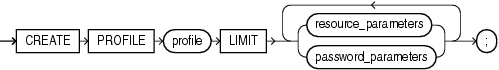 resource_parameters
CREATE PROFILE profile LIMIT ;
password_parameters